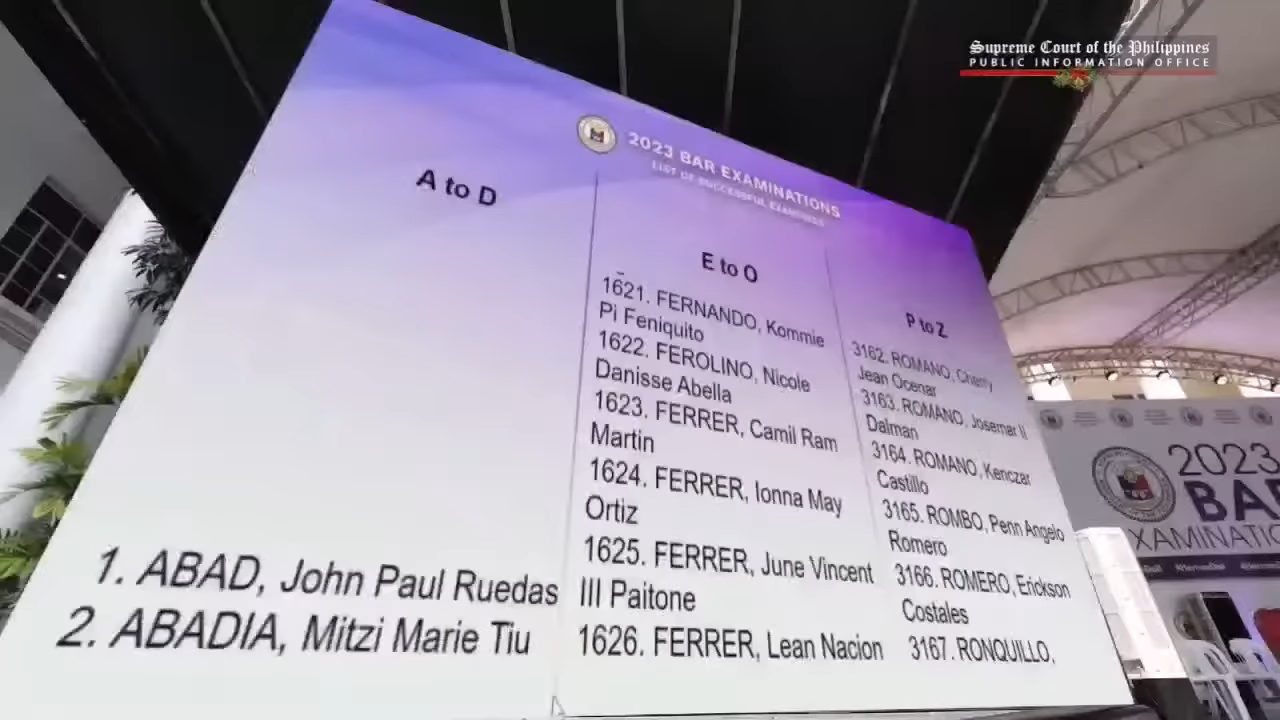 Supreme Court of the Philippines
PUBLIC INFORMATION OFFICE
2023 BAR EXAMINATIONS
LIST OF SUCCESSFUL EXAMINEES
A to D
1. ABAD, John Paul Ruedas
2. ABADIA, Mitzi Marie Tiu
E to O
1621. FERNANDO, Kommie
Pi Feniquito
1622. FEROLINO, Nicole
Danisse Abella
1623. FERRER, Camil Ram
Martin
1624. FERRER, Ionna May
Ortiz
1625. FERRER, June Vincent
III Paitone
1626. FERRER, Lean Nacion
P to Z
3162. ROMANO, Cherry
Jean Ocenar
3163. ROMANO, Josemar II
Dalman
3164. ROMANO, Kenczar
Castillo
3165. ROMBO, Penn Angelo
Romero
3166. ROMERO, Erickson
Costales
3167. RONQUILLO,
2023
BAR
XAMINATIO